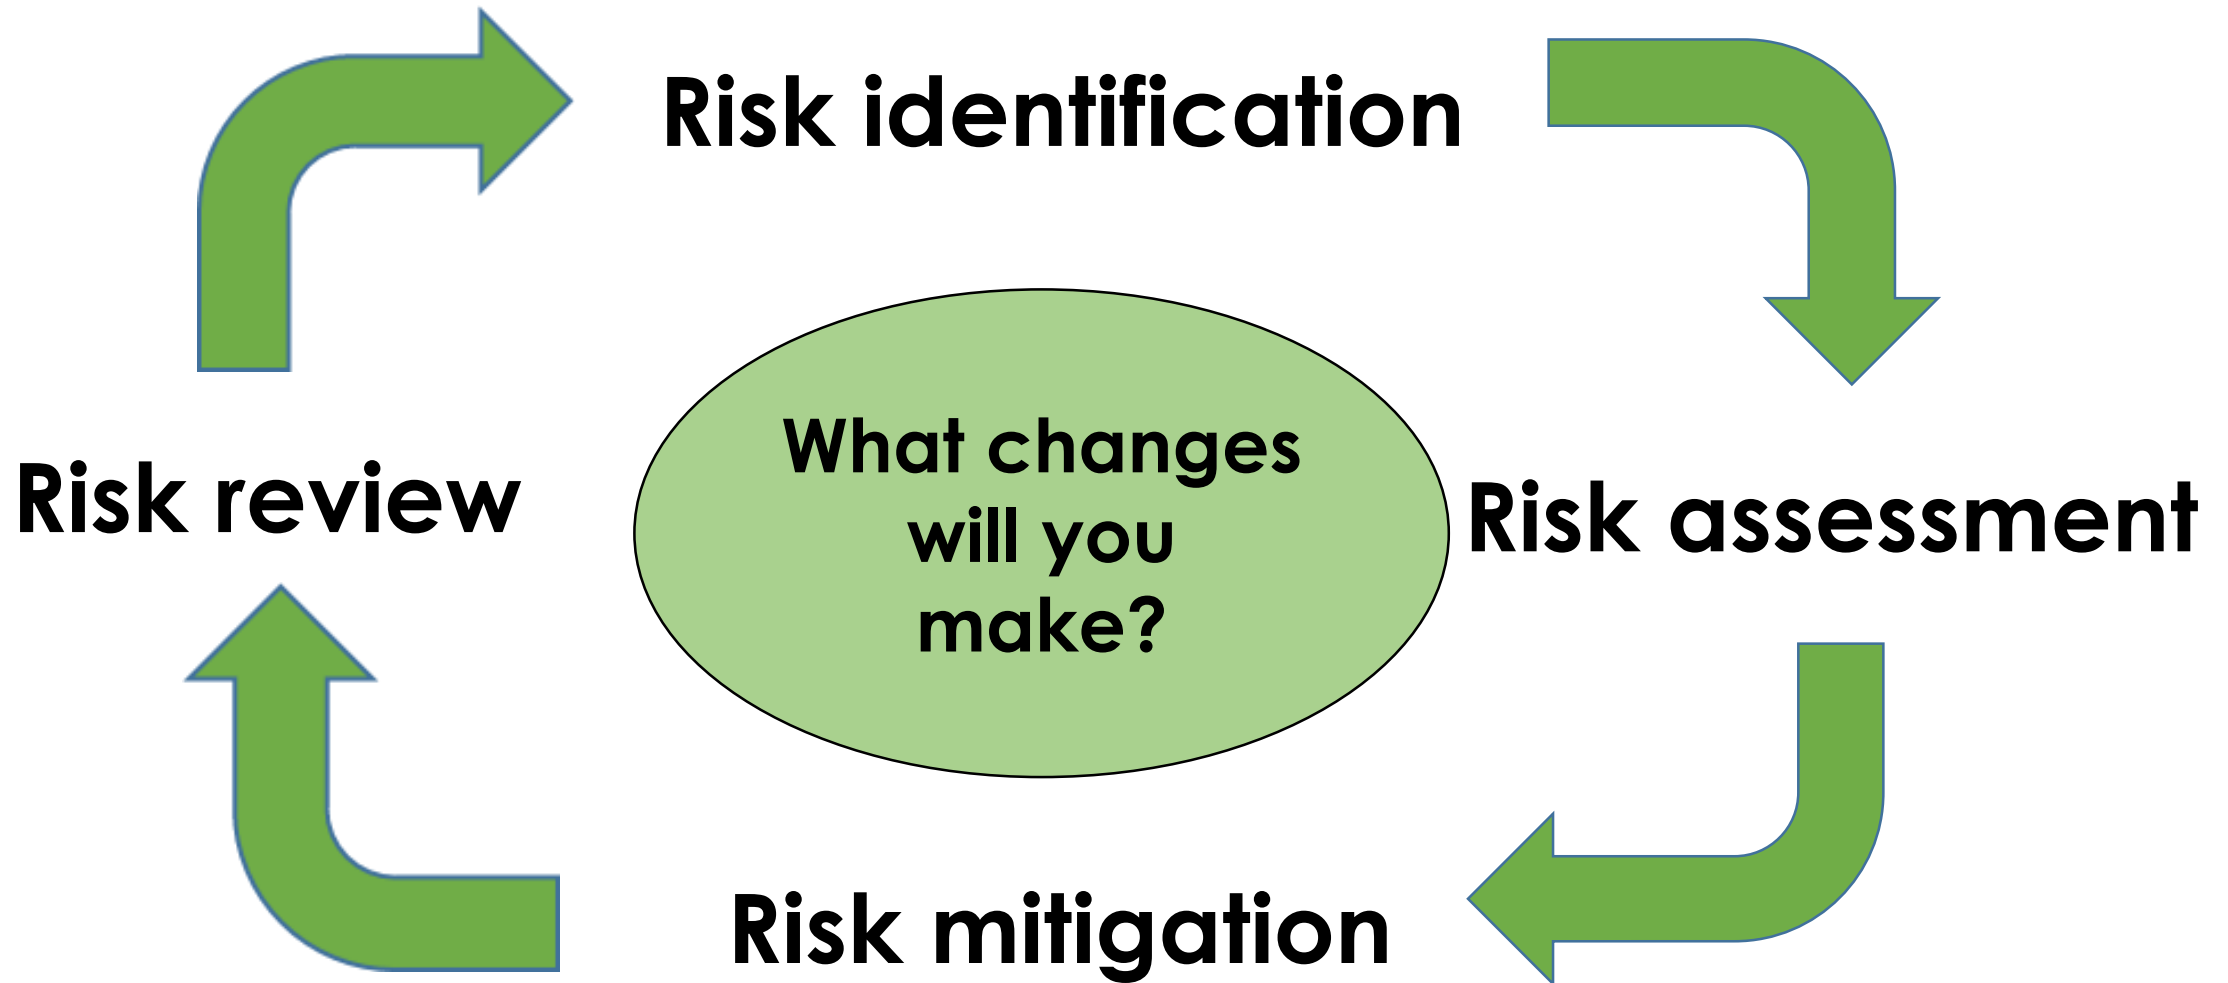 Risk identification
What changes
will you
make?
Risk review
Risk assessment
Risk mitigation